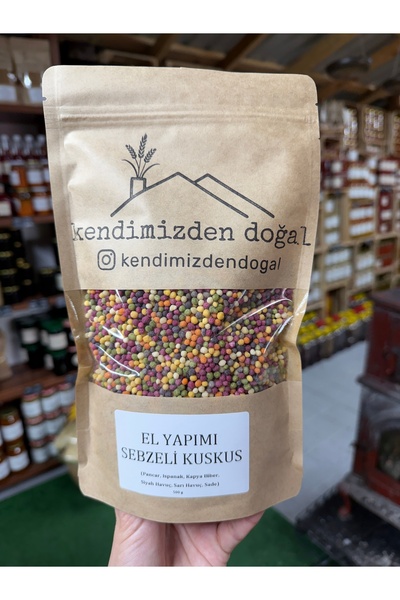 kendimizden doğal
kendimizdendogal
EL YAPIMI
SEBZELİ KUSKUS
(Pancar, Ispanak, Kapya Biber,
Siyah Havuç, Sarı Havuç, Sade)